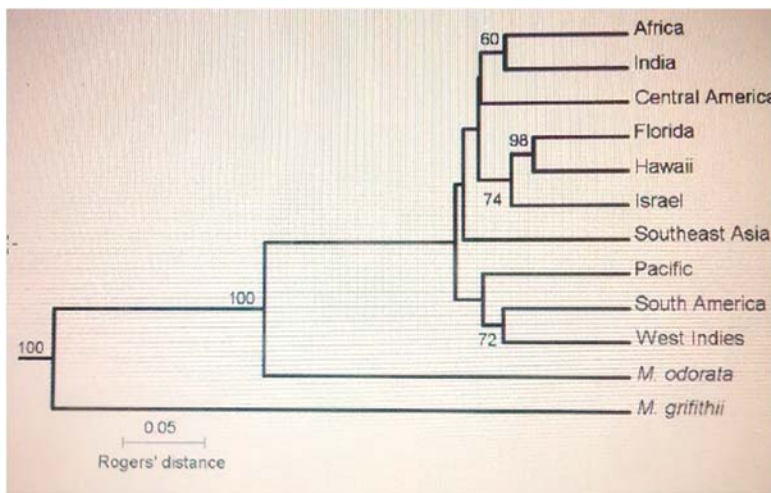 Africa
60
India
Central America
Florida
98
Hawaii
Israel
74
Southeast Asia
Pacific
100
South America
West Indies
72
100
M. odorata
M. grifithii
0.05
Rogers' distance